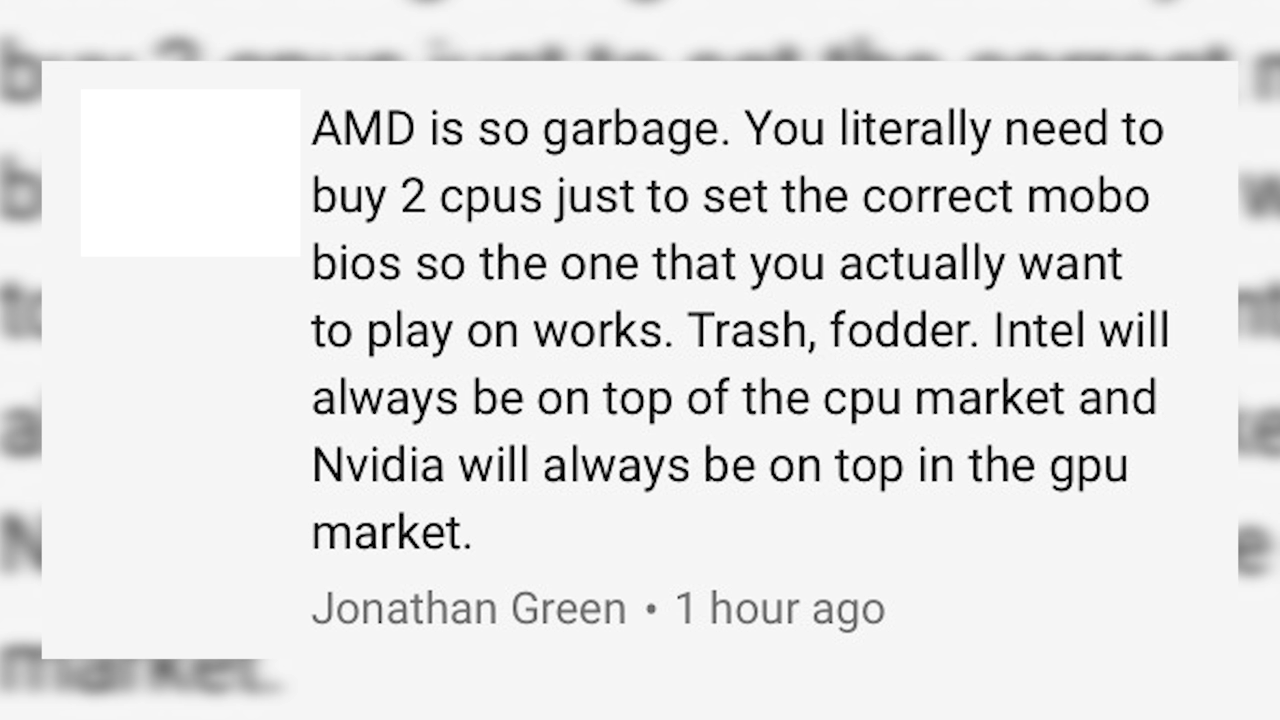 AMD is so garbage. You literally need to
buy 2 cpus just to set the correct mobo
bios so the one that you actually want
to play on works. Trash, fodder. Intel will
always be on top of the cpu market and
Nvidia will always be on top in the gpu
market.
Jonathan Green • 1 hour ago